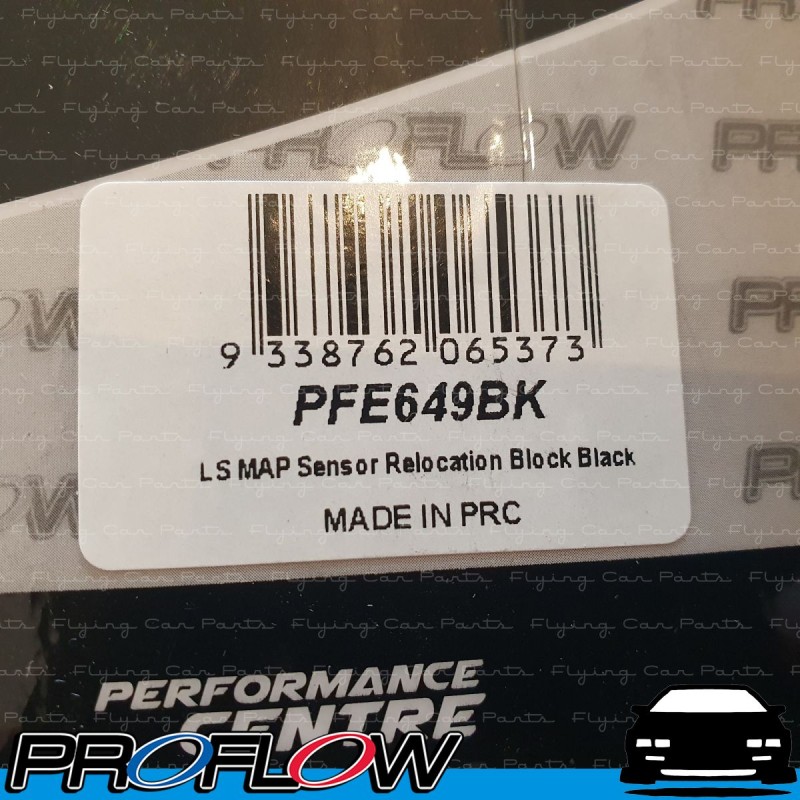 PROFLOW
9 338762 065373
PFE649BK
LS MAP Sensor Relocation Block Black
MADE IN PRC
PERFORMANCE
CENTRE
PROFLOW
Flying Car Parts